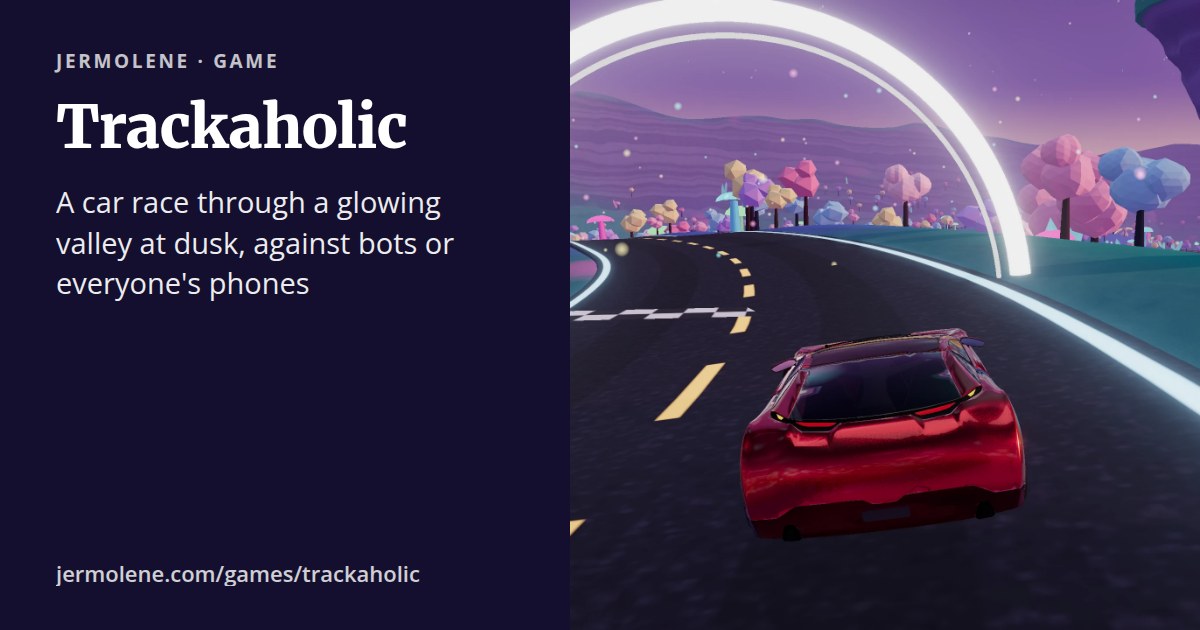 JERMOLENE · GAME
Trackaholic
A car race through a glowing
valley at dusk, against bots or
everyone's phones
jermolene.com/games/trackaholic